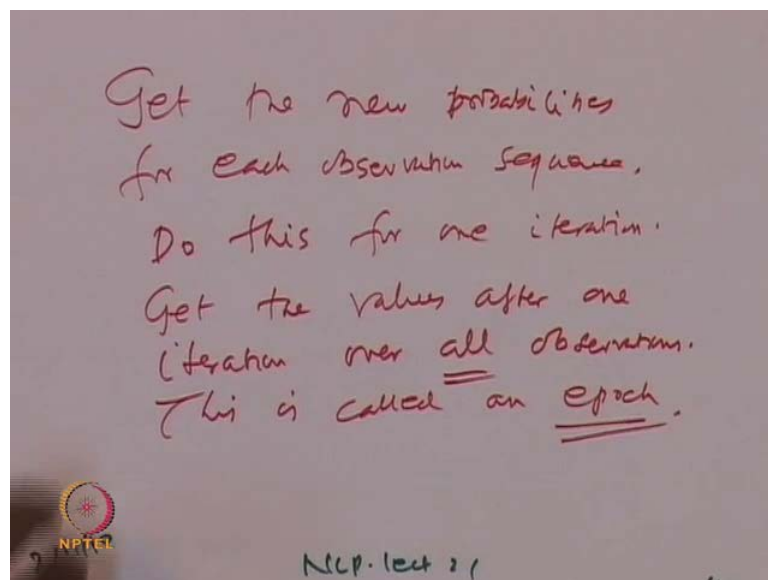 Get the new probabilities
for each observation sequence.
Do this for one iteration.
Get the values after one
iteration over all observations.
This is called an epoch.
NPTEL
NLP. lect